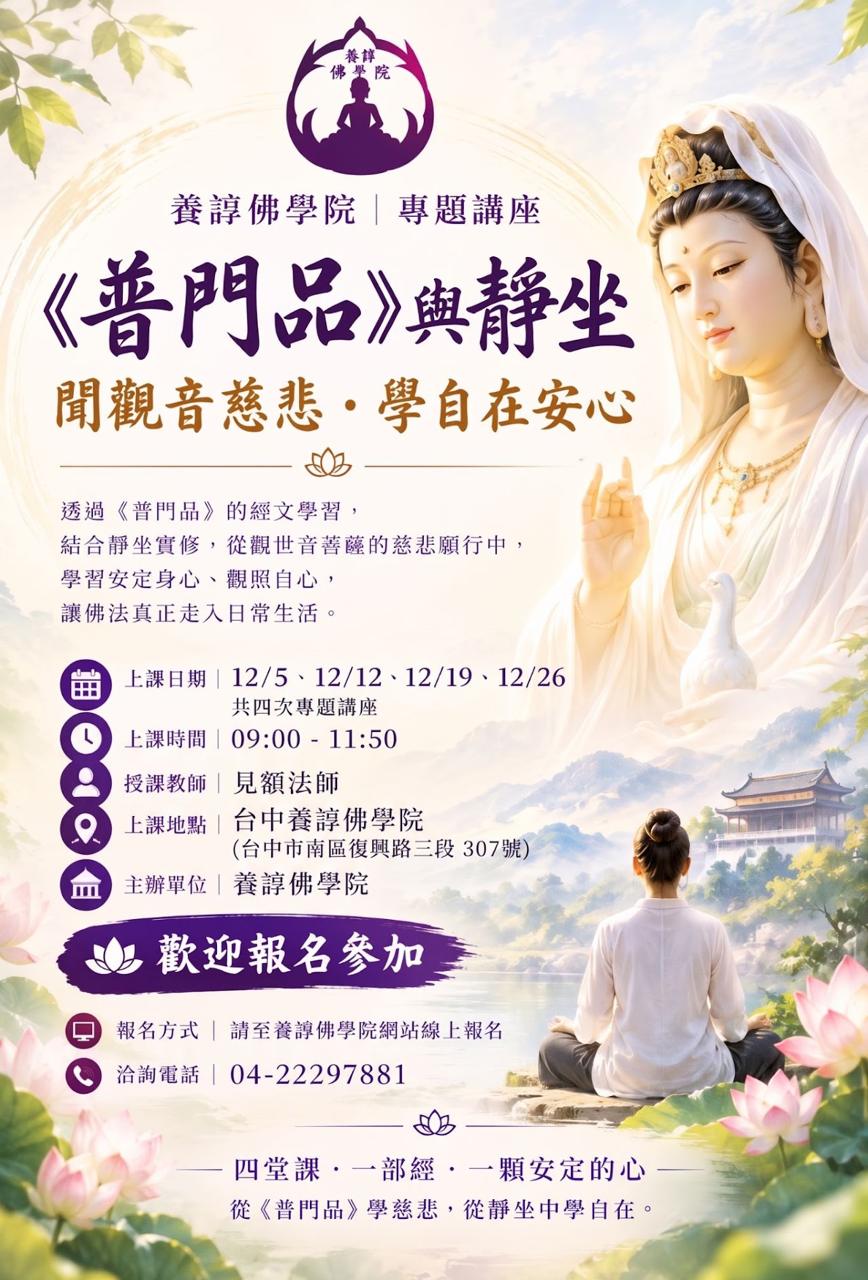 養諄
佛學院
養諄佛學院｜專題講座
《普門品》與靜坐
聞觀音慈悲・學自在安心
透過《普門品》的經文學習，
結合靜坐實修，從觀世音菩薩的慈悲願行中，
學習安定身心、觀照自心，
讓佛法真正走入日常生活。
上課日期｜12/5、12/12、12/19、12/26
共四次專題講座
上課時間｜09:00 - 11:50
授課教師｜見額法師
上課地點｜台中養諄佛學院
(台中市南區復興路三段 307號)
主辦單位｜養諄佛學院
歡迎報名參加
報名方式｜請至養諄佛學院網站線上報名
洽詢電話｜04-22297881
四堂課・一部經・一顆安定的心
從《普門品》學慈悲，從靜坐中學自在。